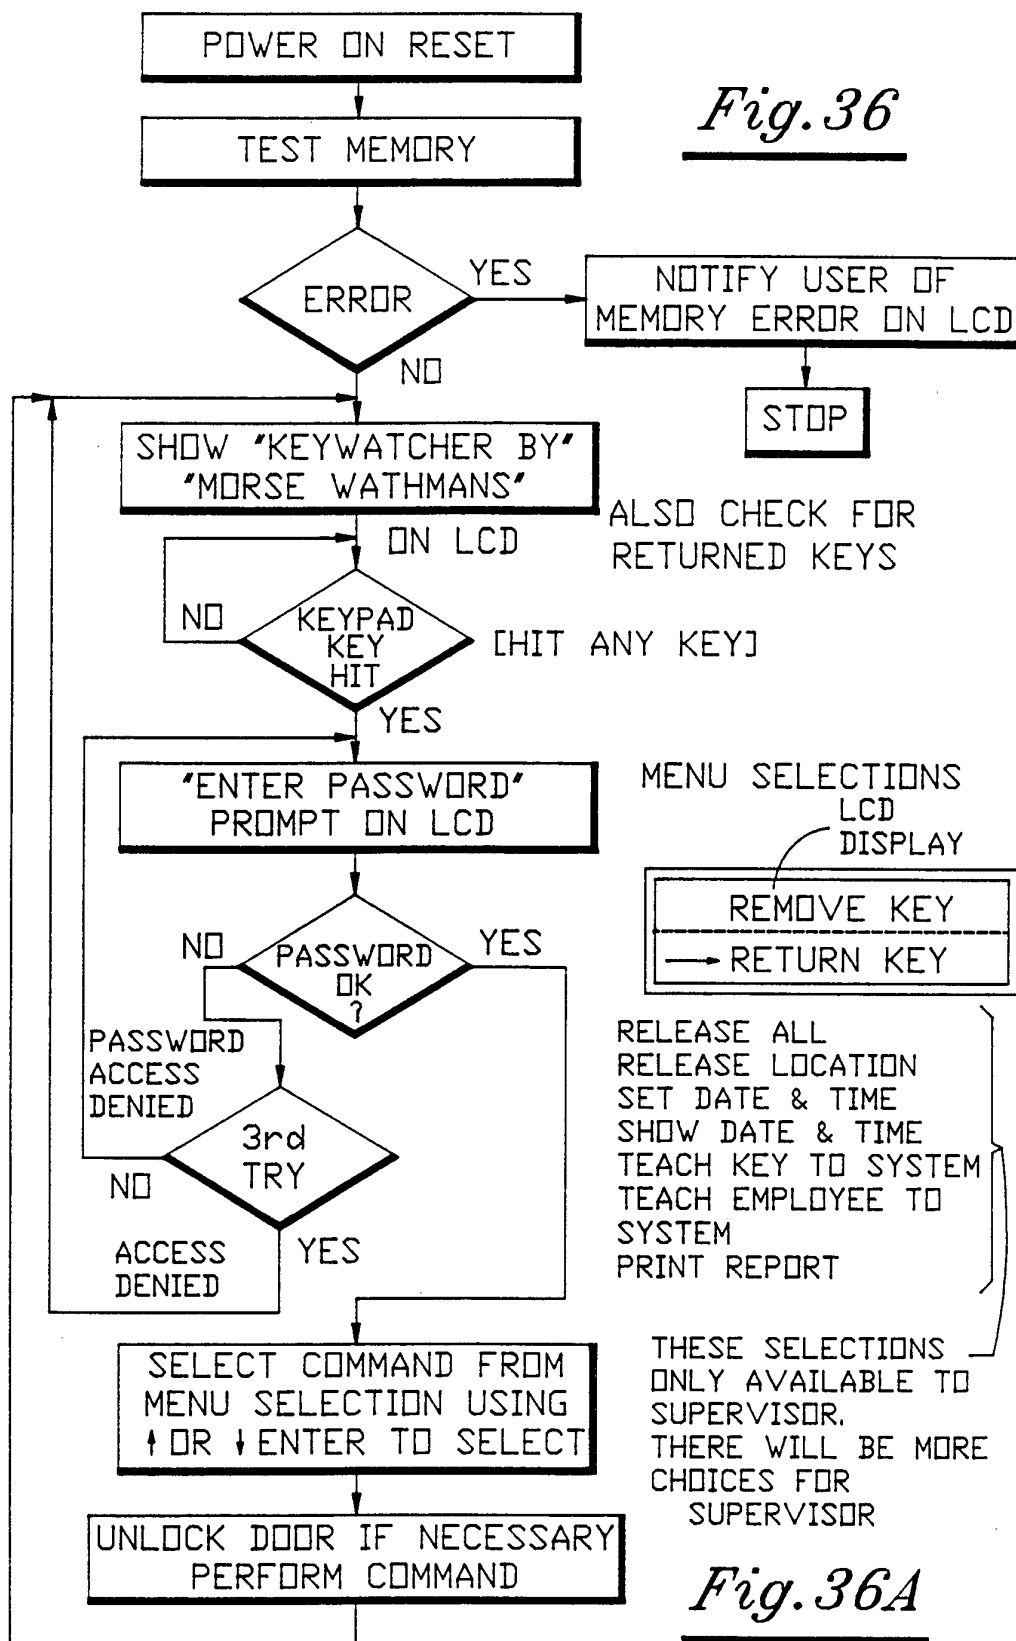 POWER ON RESET
Fig. 36
TEST MEMORY
ERROR
YES
NO
NOTIFY USER OF
MEMORY ERROR ON LCD
STOP
SHOW "KEYWATCHER BY"
"MORSE WATHMANS"
ON LCD
ALSO CHECK FOR
RETURNED KEYS
NO
KEYPAD
KEY
HIT
[HIT ANY KEY]
YES
"ENTER PASSWORD"
PROMPT ON LCD
MENU SELECTIONS
LCD
DISPLAY
REMOVE KEY
→ RETURN KEY
NO
PASSWORD
OK
?
YES
PASSWORD
ACCESS
DENIED
3rd
TRY
NO
YES
ACCESS
DENIED
RELEASE ALL
RELEASE LOCATION
SET DATE & TIME
SHOW DATE & TIME
TEACH KEY TO SYSTEM
TEACH EMPLOYEE TO
SYSTEM
PRINT REPORT
THESE SELECTIONS
ONLY AVAILABLE TO
SUPERVISOR.
THERE WILL BE MORE
CHOICES FOR
SUPERVISOR
SELECT COMMAND FROM
MENU SELECTION USING
↑ OR ↓ ENTER TO SELECT
UNLOCK DOOR IF NECESSARY
PERFORM COMMAND
Fig. 36A